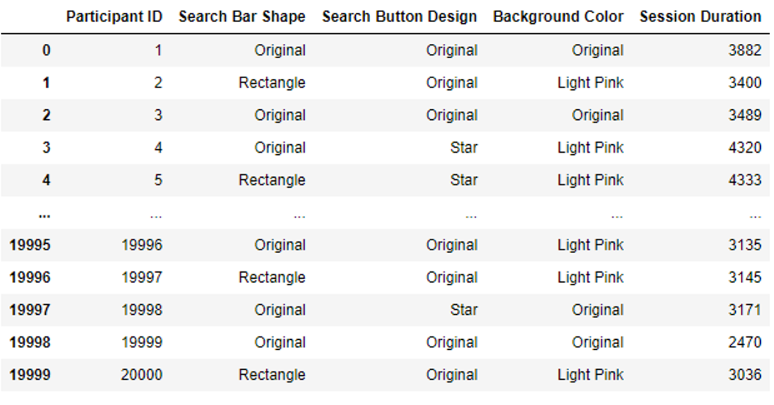 Participant ID Search Bar Shape Search Button Design Background Color Session Duration
0 1 Original Original Original 3882
1 2 Rectangle Original Light Pink 3400
2 3 Original Original Original 3489
3 4 Original Star Light Pink 4320
4 5 Rectangle Star Light Pink 4333
... ... ... ... ... ...
19995 19996 Original Original Light Pink 3135
19996 19997 Rectangle Original Light Pink 3145
19997 19998 Original Star Original 3171
19998 19999 Original Original Original 2470
19999 20000 Rectangle Original Light Pink 3036